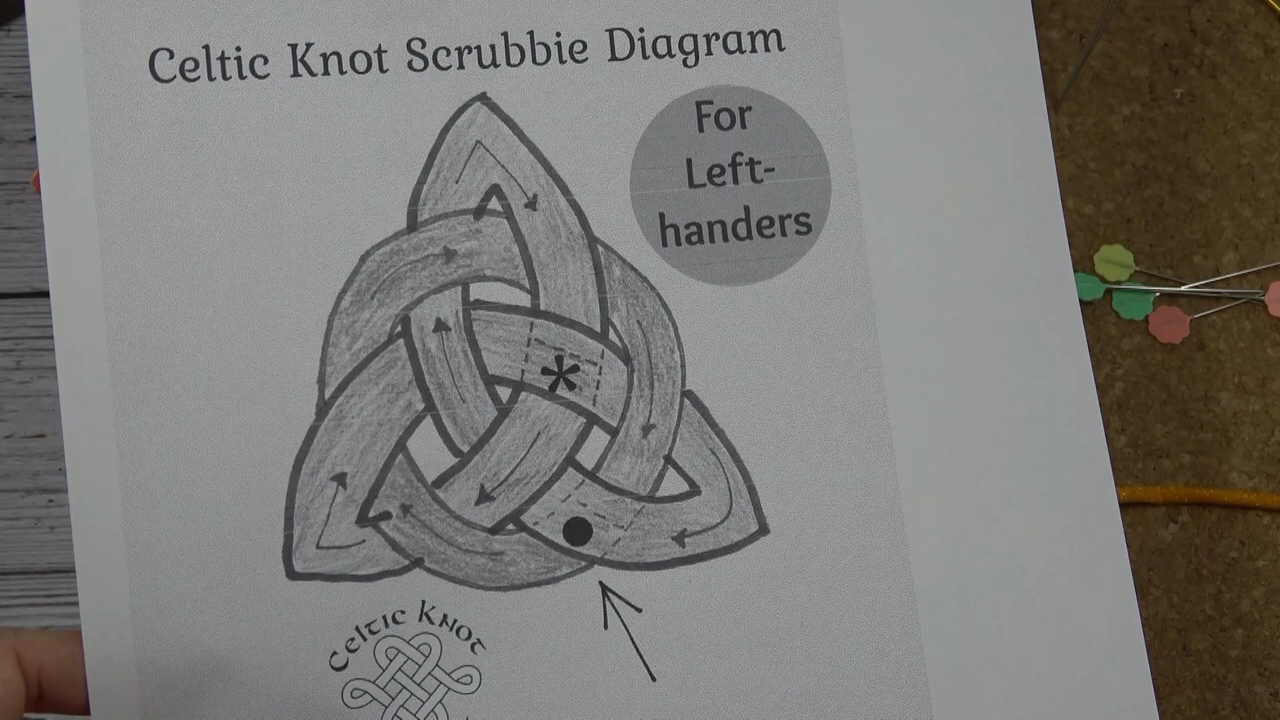 Celtic Knot Scrubbie Diagram
For
Left-
handers
*
Celtic Knot